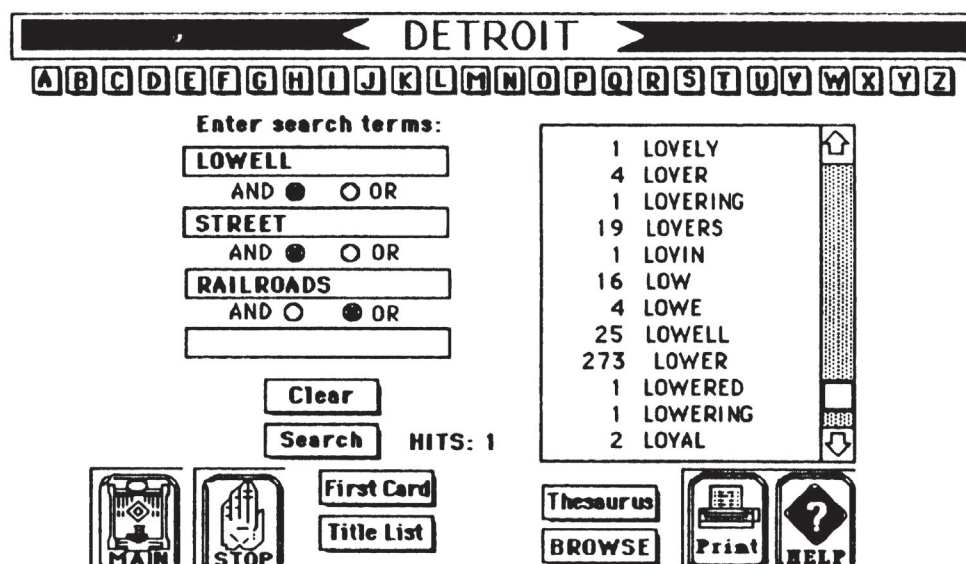 DETROIT
A B C D E F G H I J K L M N O P Q R S T U V W X Y Z
Enter search terms:
LOWELL
AND OR
STREET
AND OR
RAILROADS
AND OR
Clear
Search HITS: 1
1 LOVELY
4 LOVER
1 LOVERING
19 LOVERS
1 LOVIN
16 LOW
4 LOWE
25 LOWELL
273 LOWER
1 LOWERED
1 LOWERING
2 LOYAL
MAIN
STOP
First Card
Title List
Thesaurus
BROWSE
Print
HELP